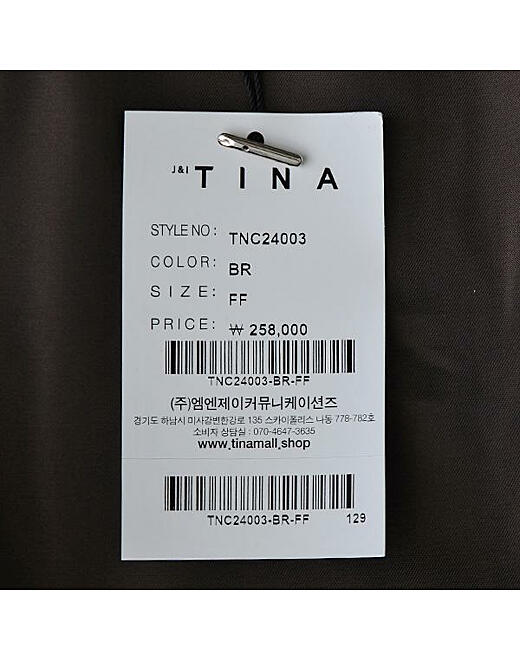 J&I TINA
STYLE NO: TNC24003
COLOR: BR
SIZE: FF
PRICE: ₩ 258,000
TNC24003-BR-FF
(주)엠엔제이커뮤니케이션즈
경기도 하남시 미사강변한강로 135 스카이폴리스 나동 778-782호
소비자 상담실 : 070-4647-3635
www.tinamall.shop
TNC24003-BR-FF 129